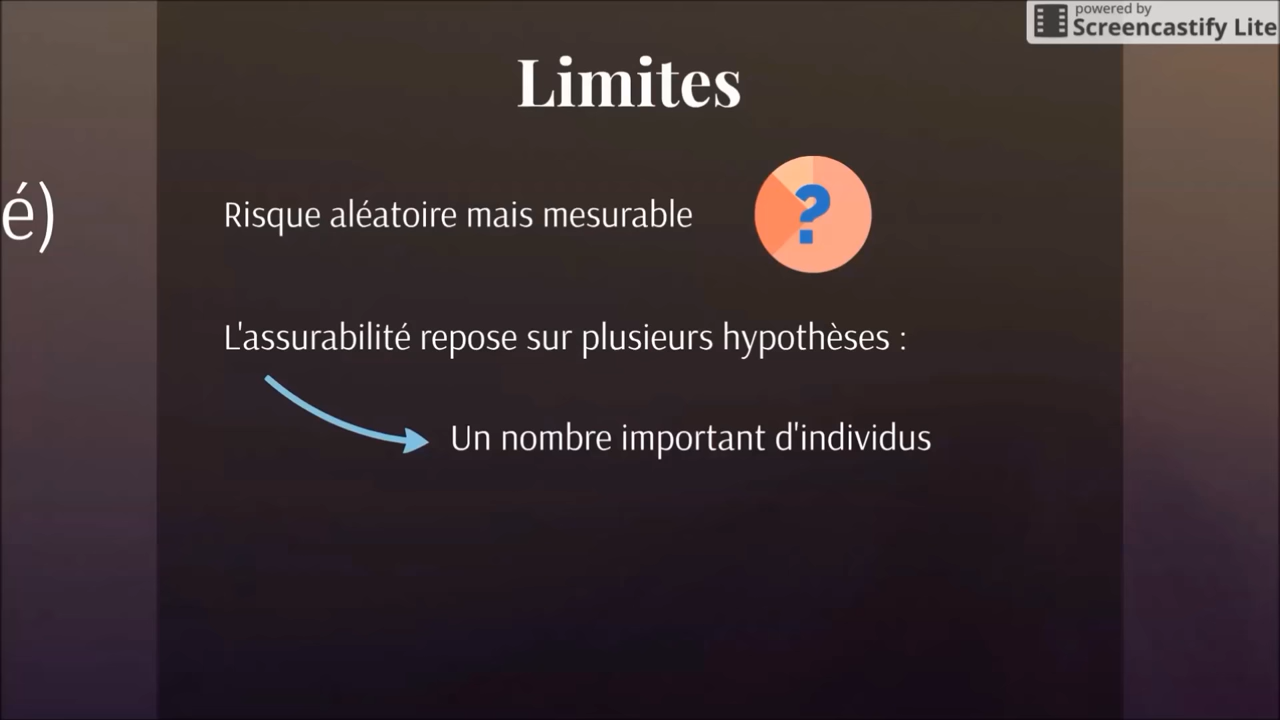 powered by
Screencastify Lite
Limites
é)
Risque aléatoire mais mesurable
?
L'assurabilité repose sur plusieurs hypothèses :
Un nombre important d'individus